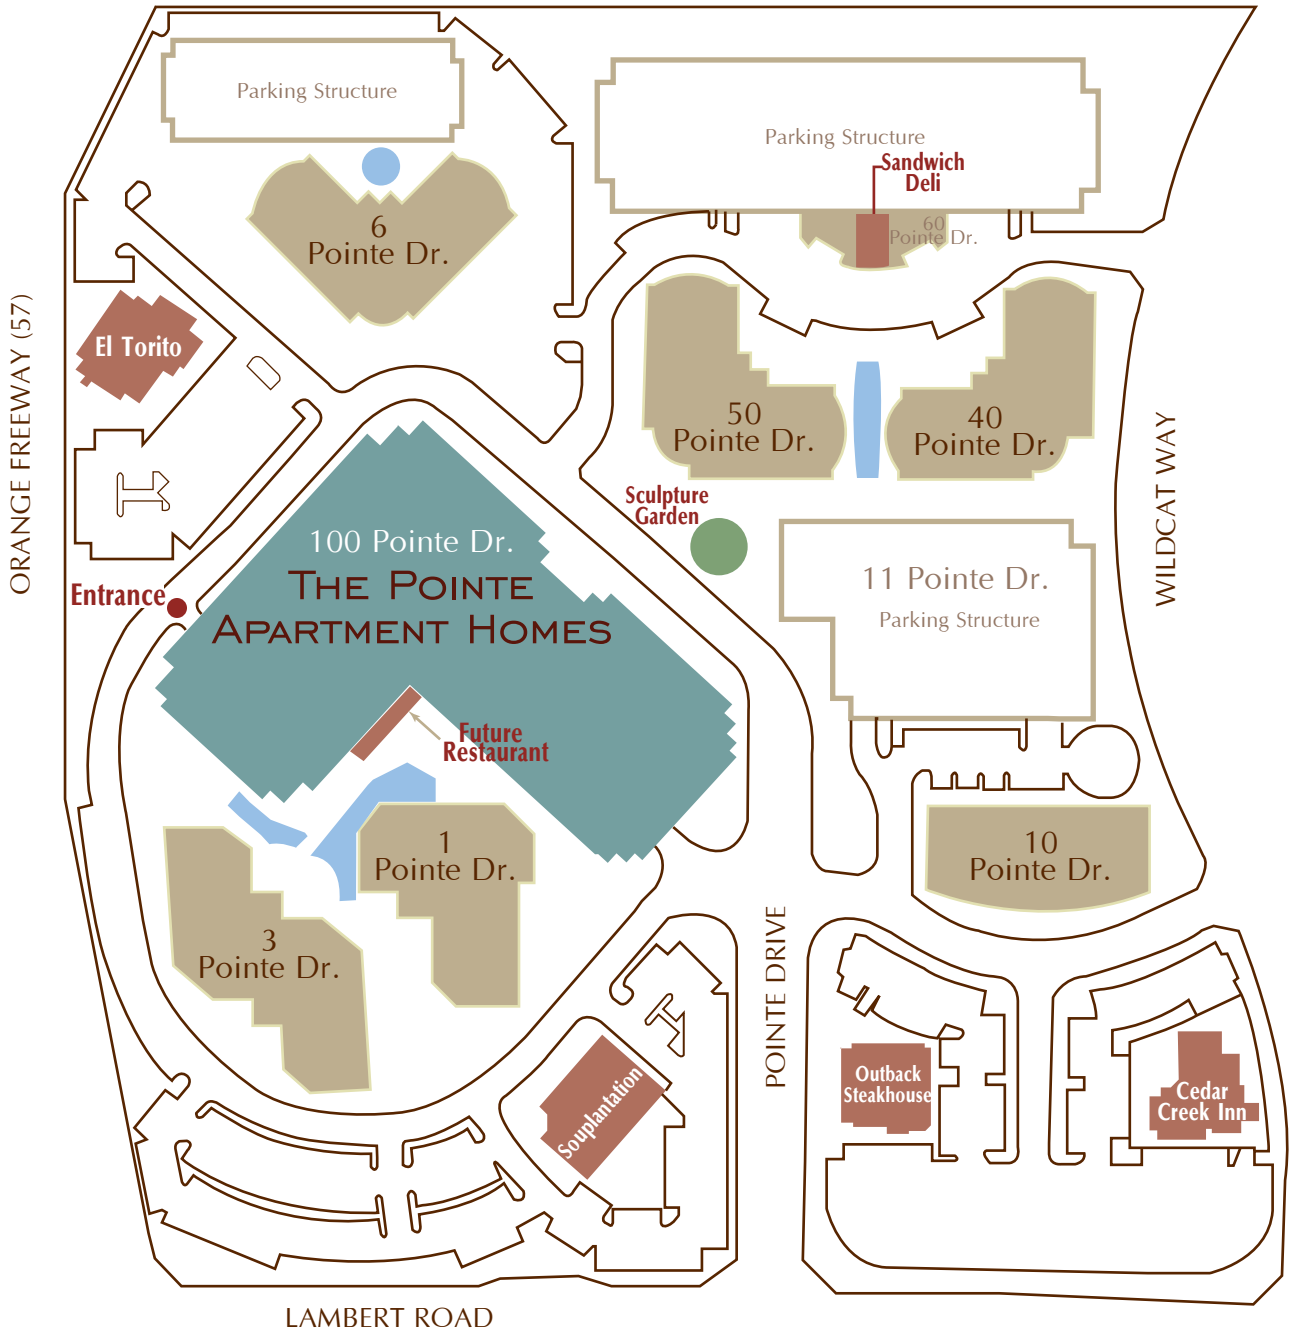 Parking Structure
Parking Structure
Sandwich
Deli
60
Pointe Dr.
6
Pointe Dr.
El Torito
ORANGE FREEWAY (57)
50
Pointe Dr.
40
Pointe Dr.
WILDCAT WAY
Sculpture
Garden
100 Pointe Dr.
THE POINTE
APARTMENT HOMES
11 Pointe Dr.
Parking Structure
Entrance
Future
Restaurant
1
Pointe Dr.
10
Pointe Dr.
3
Pointe Dr.
POINTE DRIVE
Souplantation
Outback
Steakhouse
Cedar
Creek Inn
LAMBERT ROAD